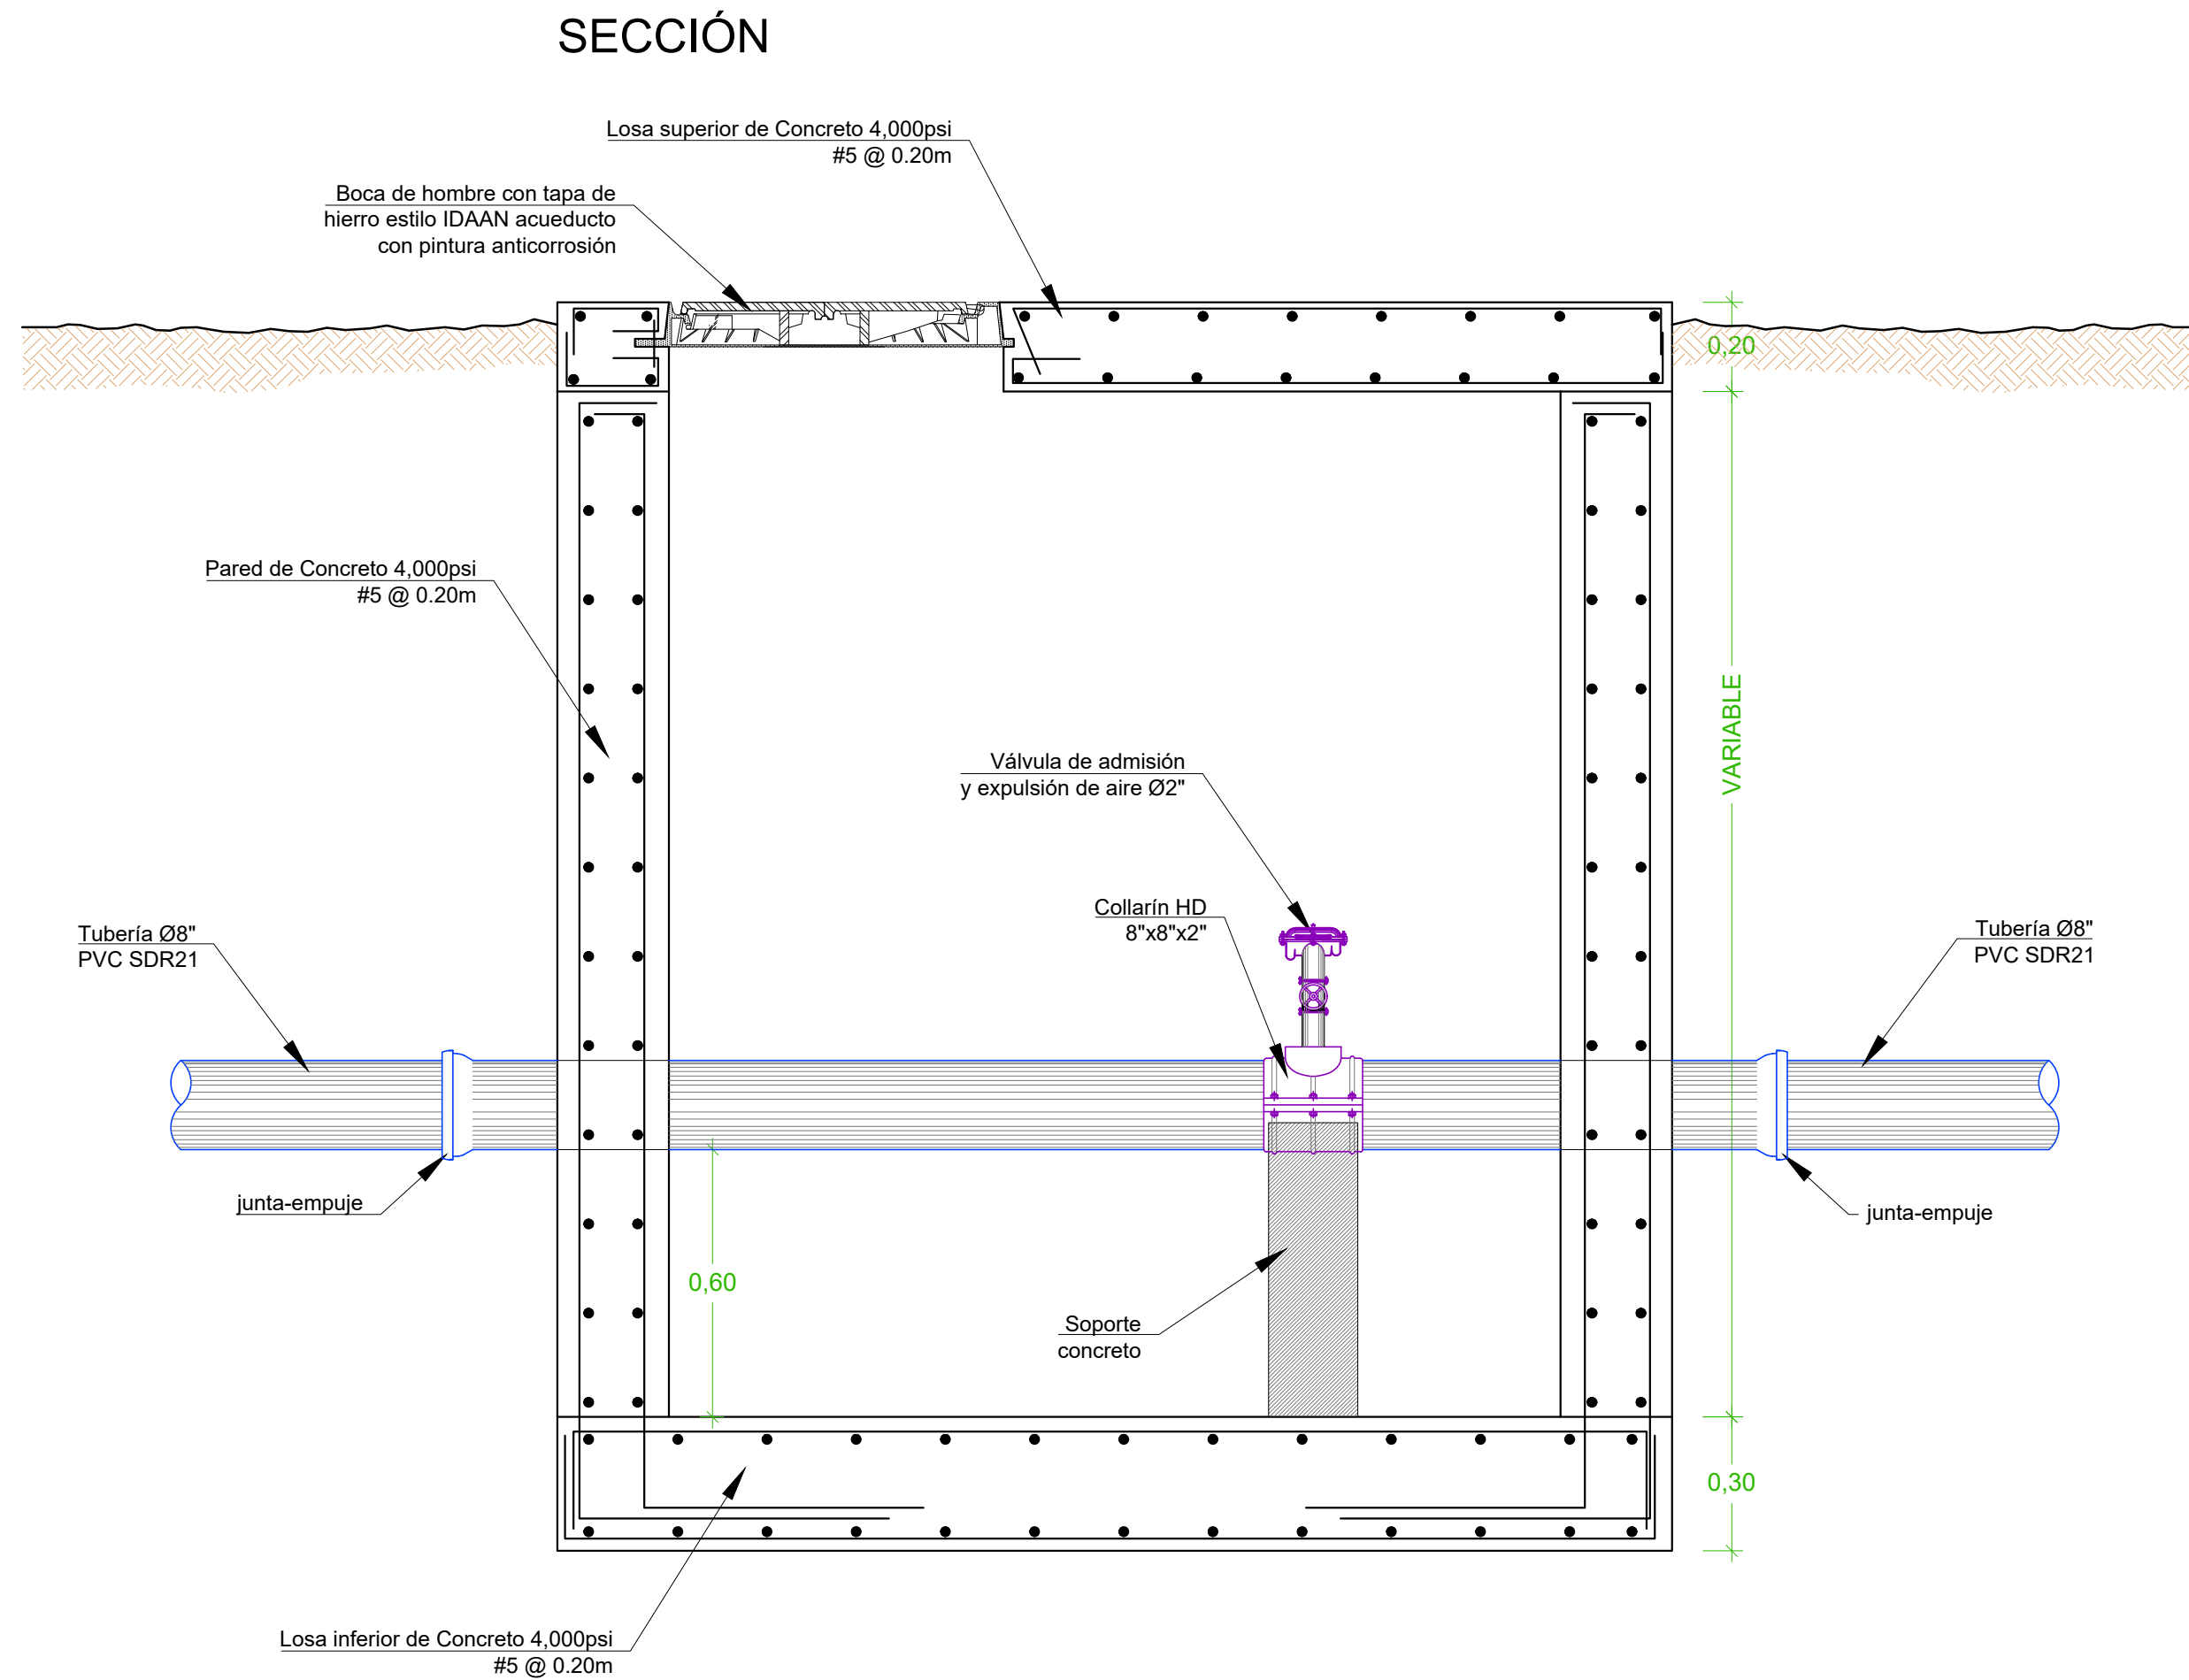 SECCIÓN
Losa superior de Concreto 4,000psi
#5 @ 0.20m
Boca de hombre con tapa de
hierro estilo IDAAN acueducto
con pintura anticorrosión
0,20
Pared de Concreto 4,000psi
#5 @ 0.20m
VARIABLE
Válvula de admisión
y expulsión de aire Ø2"
Collarín HD
8"x8"x2"
Tubería Ø8"
PVC SDR21
Tubería Ø8"
PVC SDR21
junta-empuje
junta-empuje
0,60
Soporte
concreto
0,30
Losa inferior de Concreto 4,000psi
#5 @ 0.20m